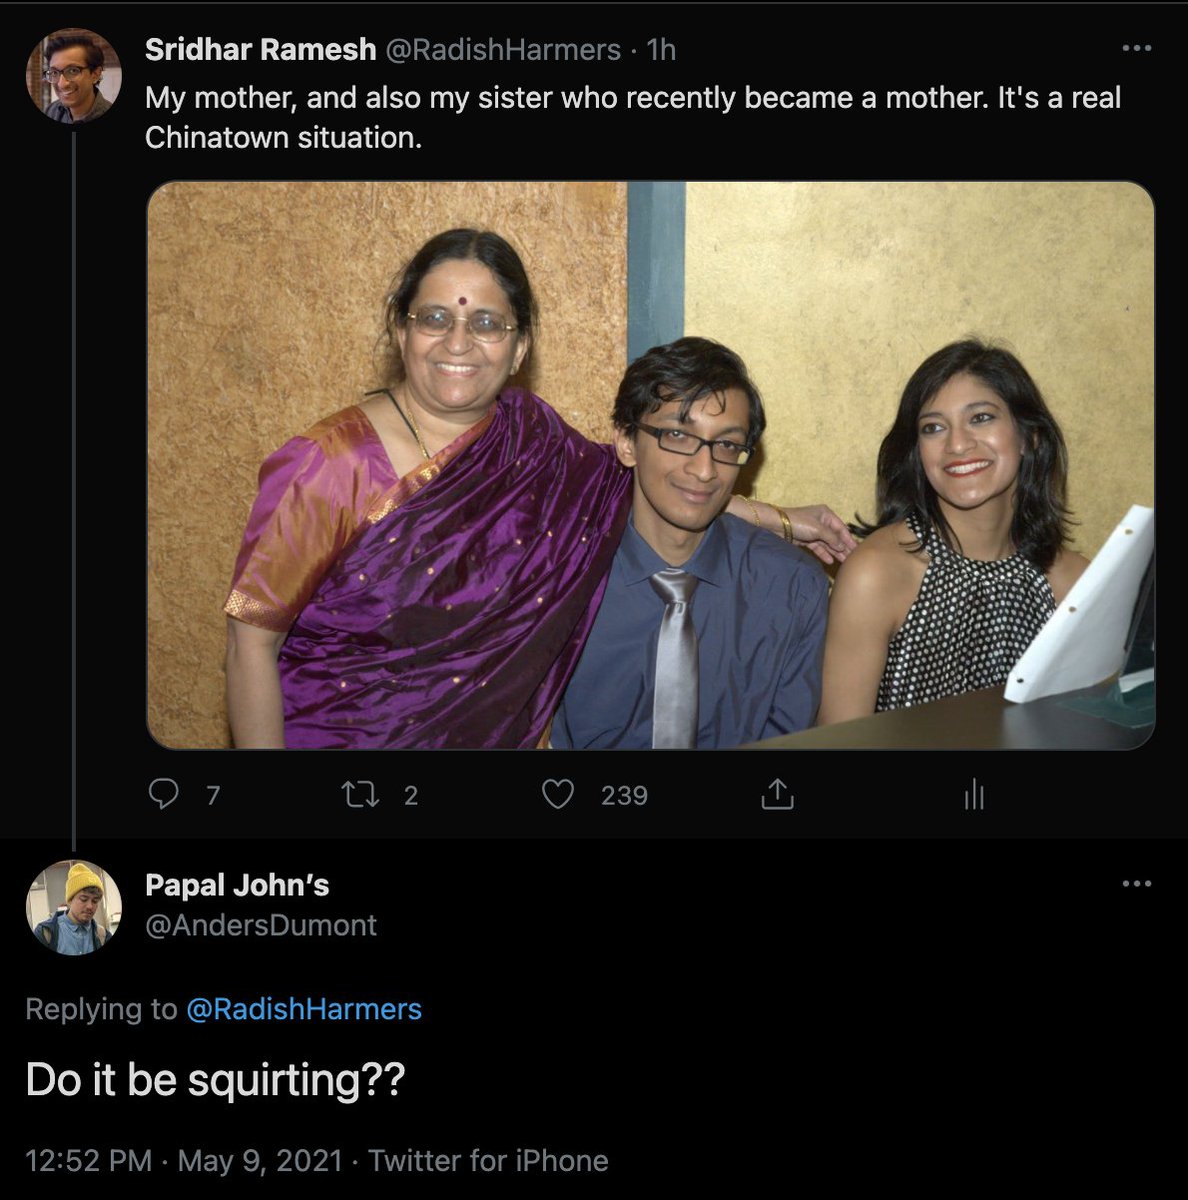 Sridhar Ramesh @RadishHarmers · 1h
My mother, and also my sister who recently became a mother. It's a real
Chinatown situation.
7 2 239
Papal John’s
@AndersDumont
Replying to @RadishHarmers
Do it be squirting??
12:52 PM · May 9, 2021 · Twitter for iPhone